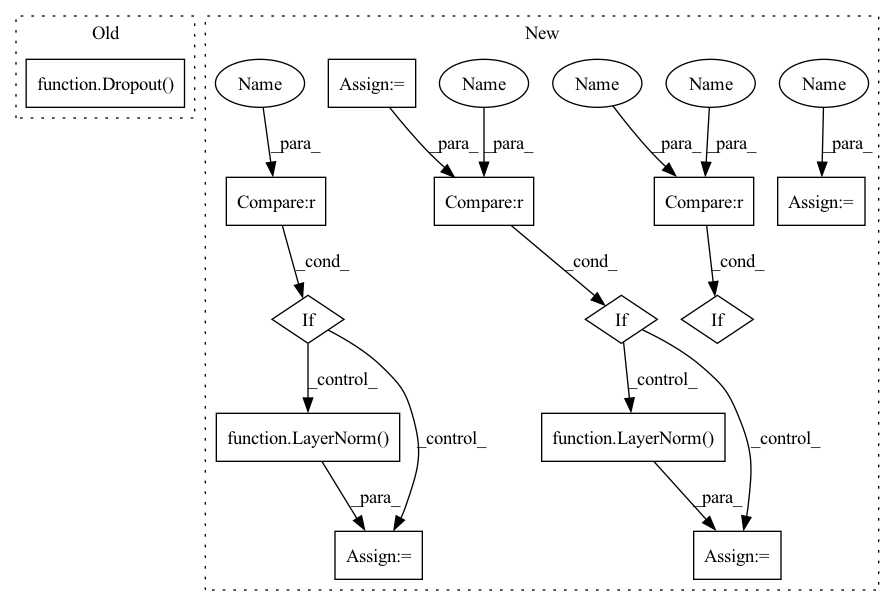 Old
New
function.Dropout()
Name
Assign:=
Name
Name
Name
Name
_para_
_para_
_para_
_para_
_para_
_para_
Compare:r
Compare:r
Compare:r
Assign:=
_cond_
_cond_
_cond_
If
If
If
_control_
_control_
function.LayerNorm()
_control_
function.LayerNorm()
_control_
_para_
_para_
Assign:=
Assign:=